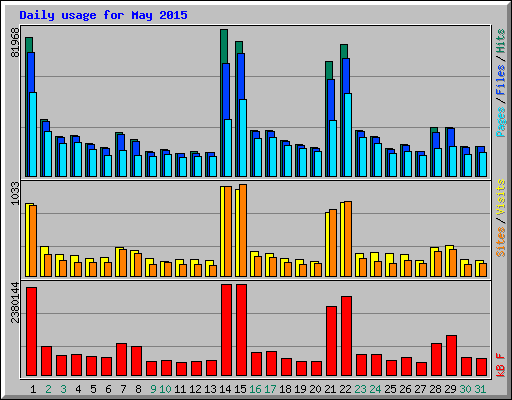 Daily usage for May 2015
81968
Pages / Files / Hits
1033
Sites / Visits
2380144
kB F
1 2 3 4 5 6 7 8 9 10 11 12 13 14 15 16 17 18 19 20 21 22 23 24 25 26 27 28 29 30 31